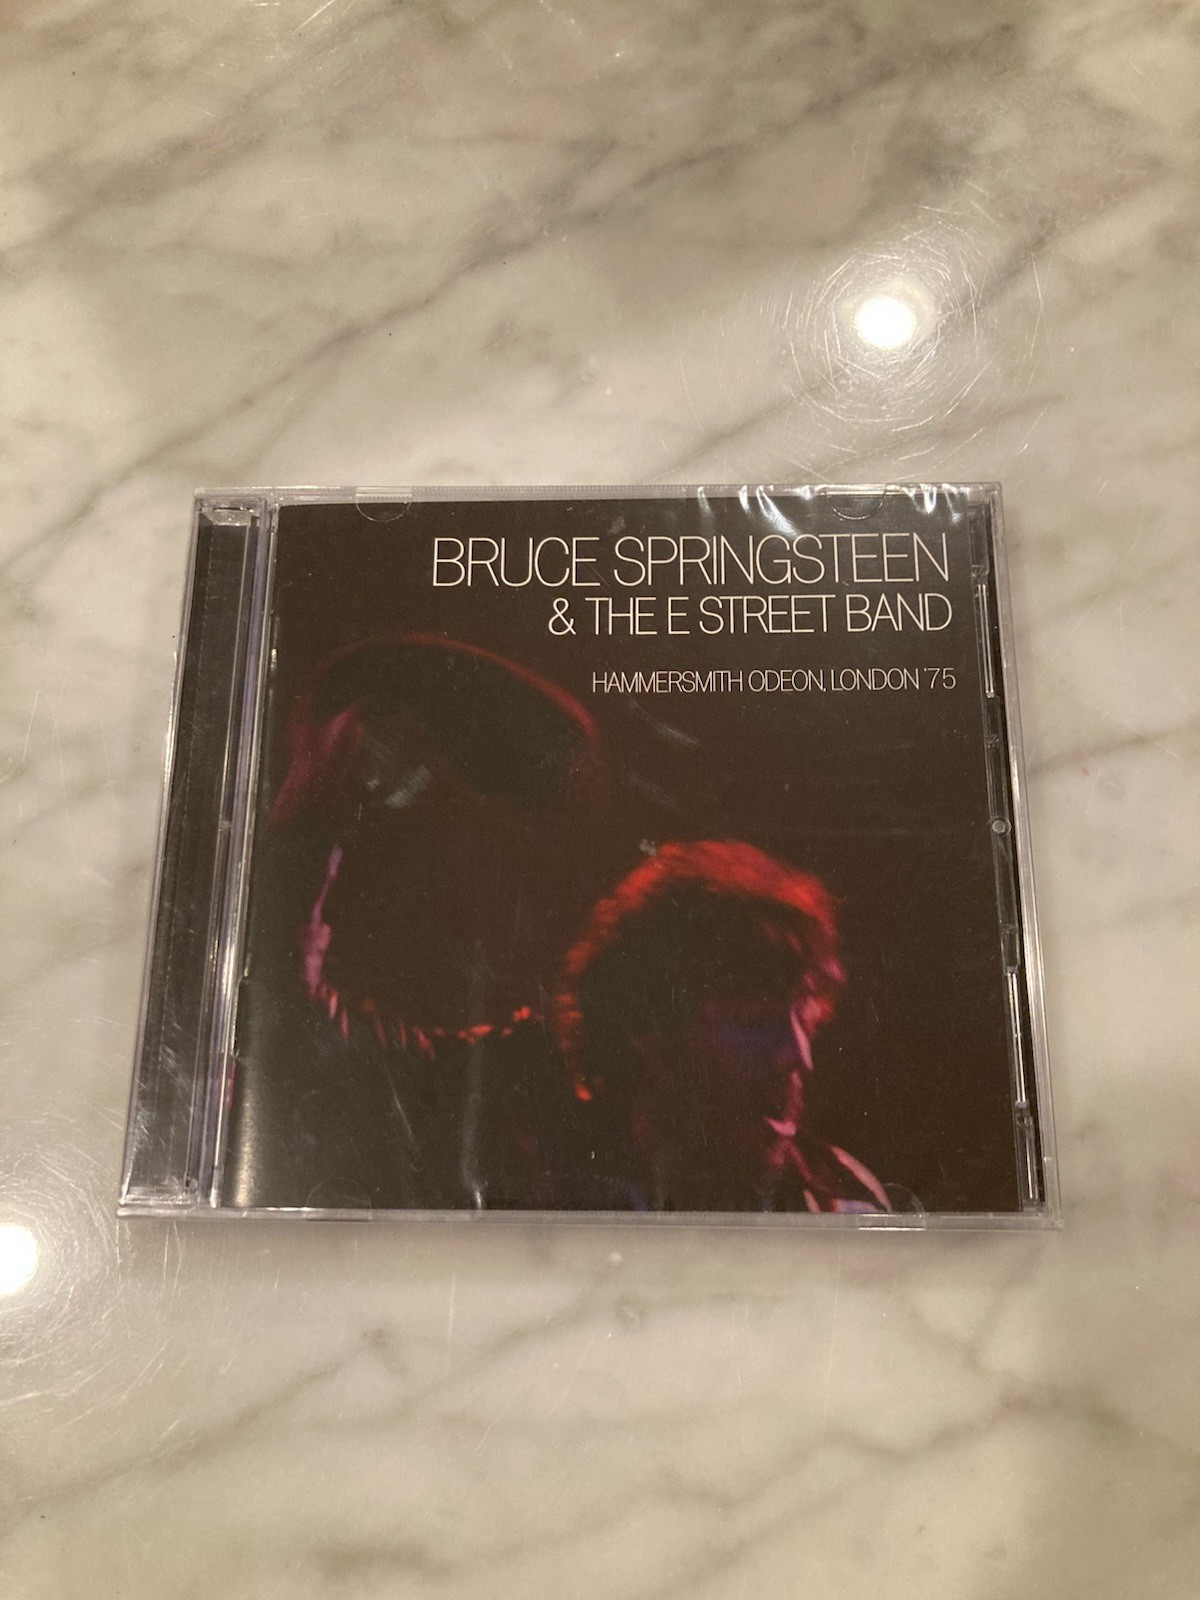 BRUCE SPRINGSTEEN
& THE E STREET BAND
HAMMERSMITH ODEON, LONDON '75